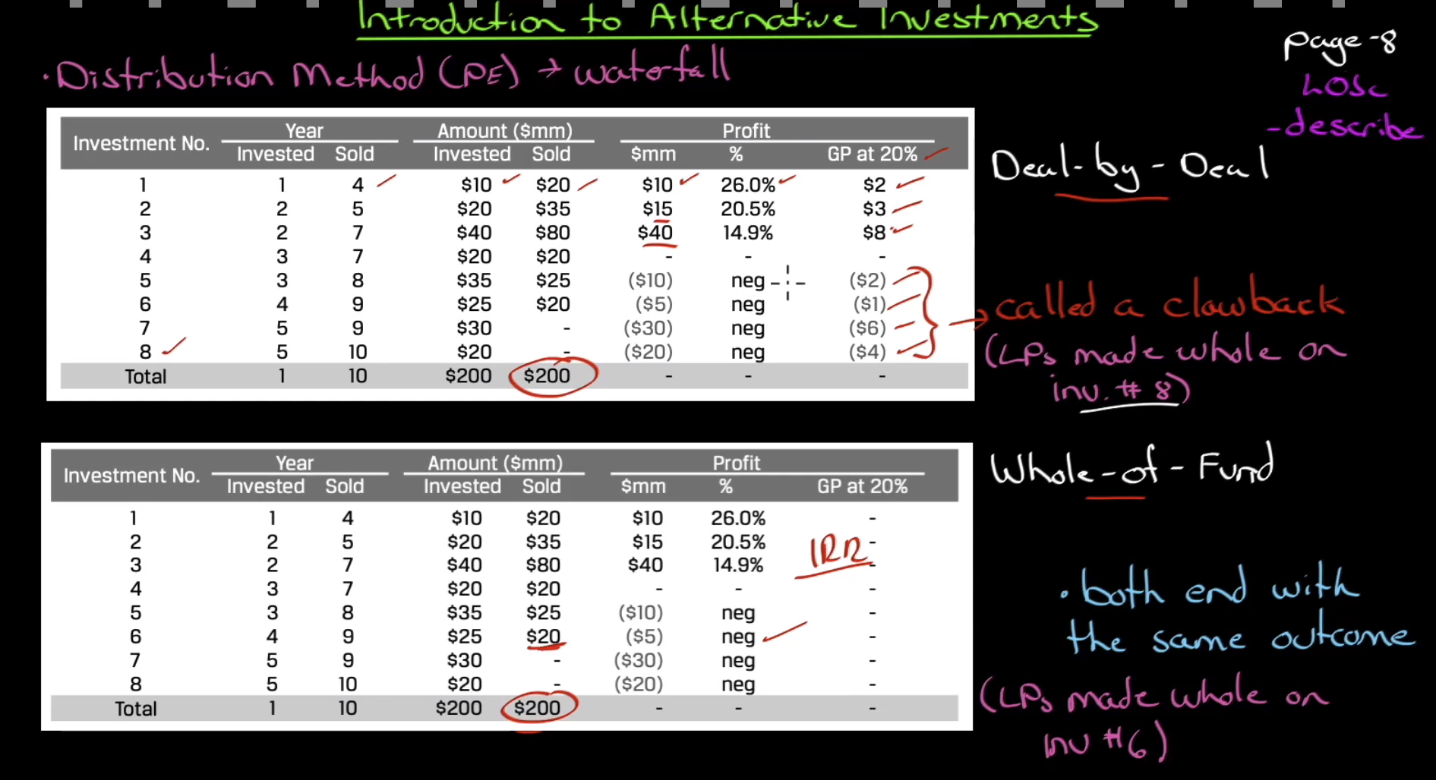 Introduction to Alternative Investments
page-8
LOSc
-describe
·Distribution Method (PE) → waterfall
Investment No. Year Amount ($mm) Profit
Invested Sold Invested Sold $mm % GP at 20%
1 1 4 $10 $20 $10 26.0% $2
2 2 5 $20 $35 $15 20.5% $3
3 2 7 $40 $80 $40 14.9% $8
4 3 7 $20 $20 - - -
5 3 8 $35 $25 ($10) neg ($2)
6 4 9 $25 $20 ($5) neg ($1)
7 5 9 $30 - ($30) neg ($6)
8 5 10 $20 - ($20) neg ($4)
Total 1 10 $200 $200 - - -
Deal-by-Deal
→ called a clawback
(LPs made whole on
inv. # 8)
Investment No. Year Amount ($mm) Profit
Invested Sold Invested Sold $mm % GP at 20%
1 1 4 $10 $20 $10 26.0% -
2 2 5 $20 $35 $15 20.5% -
3 2 7 $40 $80 $40 14.9% -
4 3 7 $20 $20 - - -
5 3 8 $35 $25 ($10) neg -
6 4 9 $25 $20 ($5) neg -
7 5 9 $30 - ($30) neg -
8 5 10 $20 - ($20) neg -
Total 1 10 $200 $200 - - -
IRR
Whole-of-Fund
·both end with
the same outcome
(LPs made whole on
inv #6)